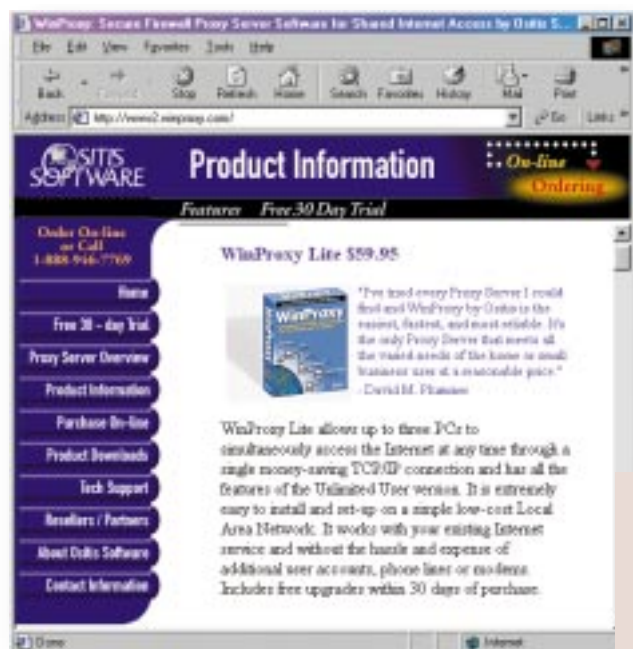 WinProxy: Secure Firewall Proxy Server Software for Shared Internet Access by Ositis S...
File Edit View Favorites Tools Help
Back Stop Refresh Home Search Favorites History Mail Print
Address http://www2.winproxy.com/ Go Links
OSITIS SOFTWARE
Product Information
On-line Ordering
Features Free 30 Day Trial
Order On-line
or Call
1-888-946-7769
Home
Free 30 - day Trial
Proxy Server Overview
Product Information
Purchase On-line
Product Downloads
Tech Support
Resellers / Partners
About Ositis Software
Contact Information
WinProxy Lite $59.95
WinProxy
"I've tried every Proxy Server I could
find and WinProxy by Ositis is the
easiest, fastest, and most reliable. It's
the only Proxy Server that meets all
the varied needs of the home or small
business user at a reasonable price."
- David M.
WinProxy Lite allows up to three PCs to
simultaneously access the Internet at any time through a
single money-saving TCP/IP connection and has all the
features of the Unlimited User version. It is extremely
easy to install and set-up on a simple low-cost Local
Area Network. It works with your existing Internet
service and without the hassle and expense of
additional user accounts, phone lines or modems.
Includes free upgrades within 30 days of purchase.
Done Internet